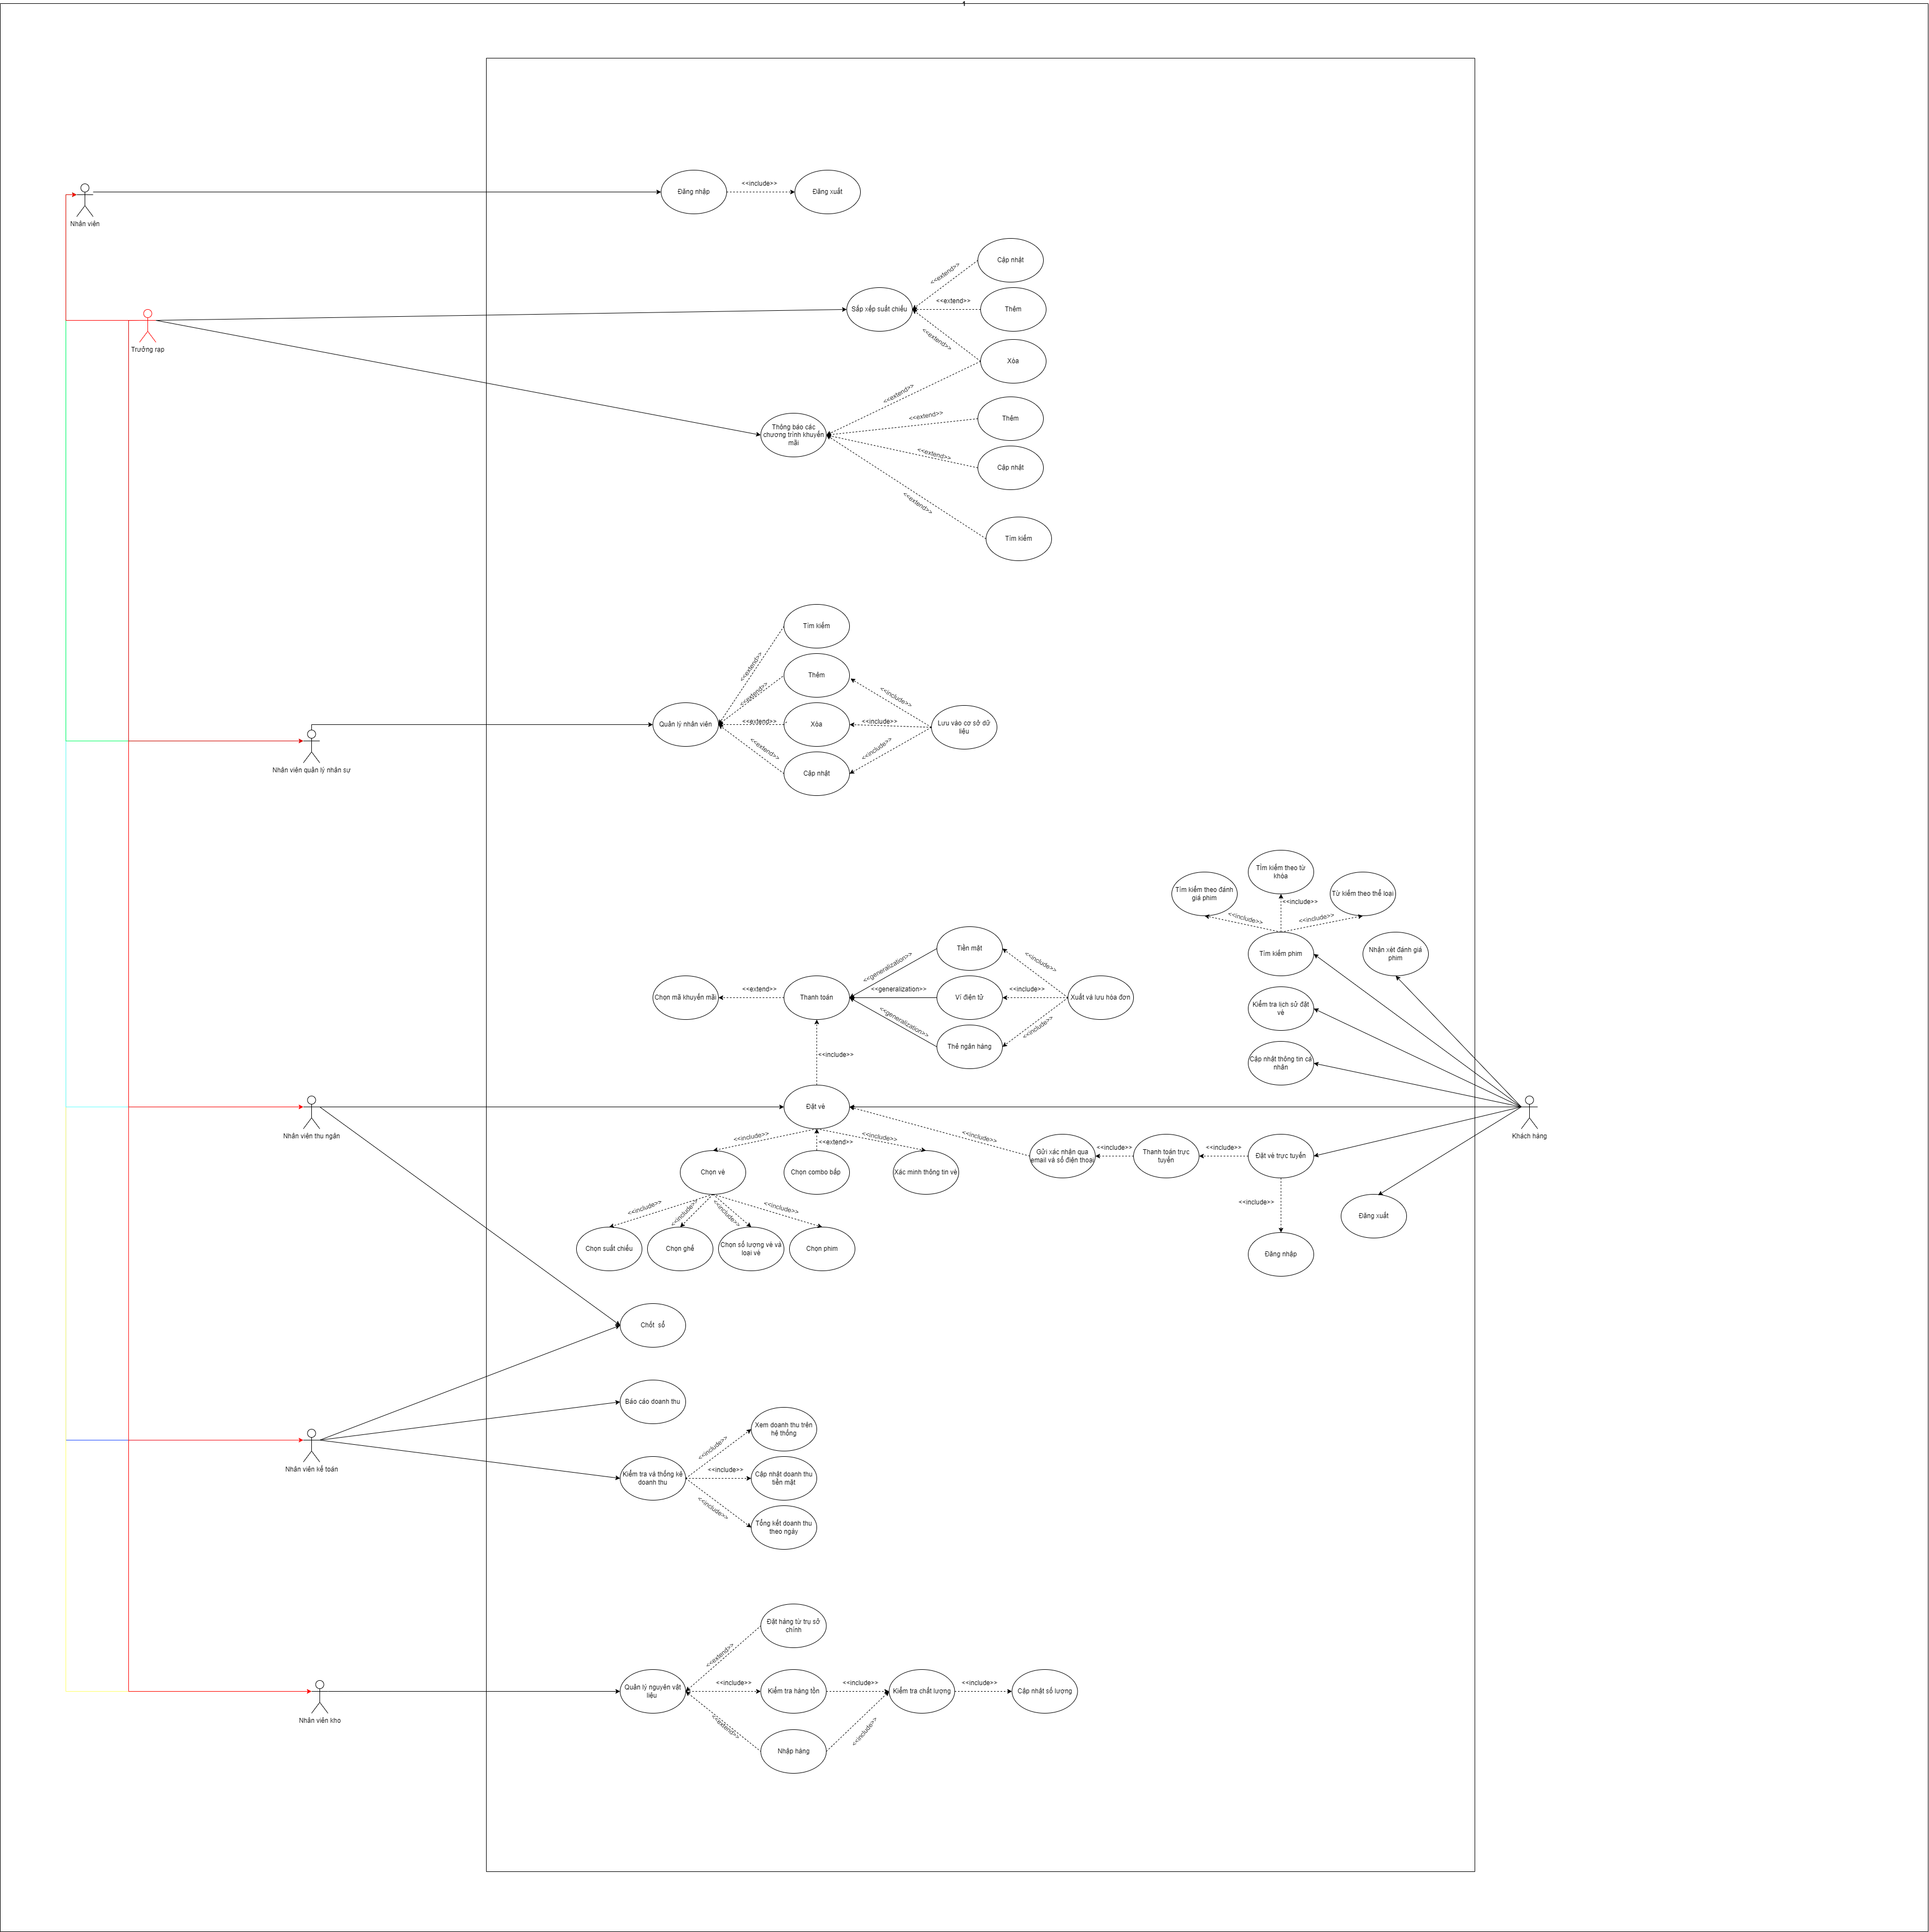 1
Nhân viên
Đăng nhập
<<include>>
Đăng xuất
Trưởng rạp
Sắp xếp suất chiếu
<<extend>>
Cập nhật
<<extend>>
Thêm
<<extend>>
Xóa
Thông báo các
chương trình khuyến
mãi
<<extend>>
<<extend>>
Thêm
<<extend>>
Cập nhật
<<extend>>
Tìm kiếm
Nhân viên quản lý nhân sự
Quản lý nhân viên
<<extend>>
Tìm kiếm
<<extend>>
Thêm
<<extend>>
Xóa
<<extend>>
Cập nhật
<<include>>
<<include>>
<<include>>
Lưu vào cơ sở dữ
liệu
Tìm kiếm theo đánh
giá phim
Tìm kiếm theo từ
khóa
Từ kiếm theo thể loại
<<include>>
<<include>>
<<include>>
Tìm kiếm phim
Nhận xét đánh giá
phim
Kiểm tra lịch sử đặt
vé
Cập nhật thông tin cá
nhân
Chọn mã khuyến mãi
<<extend>>
Thanh toán
<<generalization>>
<<generalization>>
<<generalization>>
Tiền mặt
Ví điện tử
Thẻ ngân hàng
<<include>>
<<include>>
<<include>>
Xuất và lưu hóa đơn
<<include>>
Nhân viên thu ngân
Đặt vé
Khách hàng
<<include>>
<<extend>>
<<include>>
<<include>>
Chọn vé
Chọn combo bắp
Xác minh thông tin vé
Gửi xác nhận qua
email và số điện thoại
<<include>>
Thanh toán trực
tuyến
<<include>>
Đặt vé trực tuyến
<<include>>
Đăng nhập
Đăng xuất
<<include>>
<<include>>
<<include>>
<<include>>
Chọn suất chiếu
Chọn ghế
Chọn số lượng vé và
loại vé
Chọn phim
Chốt sổ
Báo cáo doanh thu
Nhân viên kế toán
Kiểm tra và thống kê
doanh thu
<<include>>
<<include>>
<<include>>
Xem doanh thu trên
hệ thống
Cập nhật doanh thu
tiền mặt
Tổng kết doanh thu
theo ngày
Nhân viên kho
Quản lý nguyên vật
liệu
<<extend>>
Đặt hàng từ trụ sở
chính
<<include>>
Kiểm tra hàng tồn
<<include>>
Kiểm tra chất lượng
<<include>>
Cập nhật số lượng
<<extend>>
Nhập hàng
<<include>>